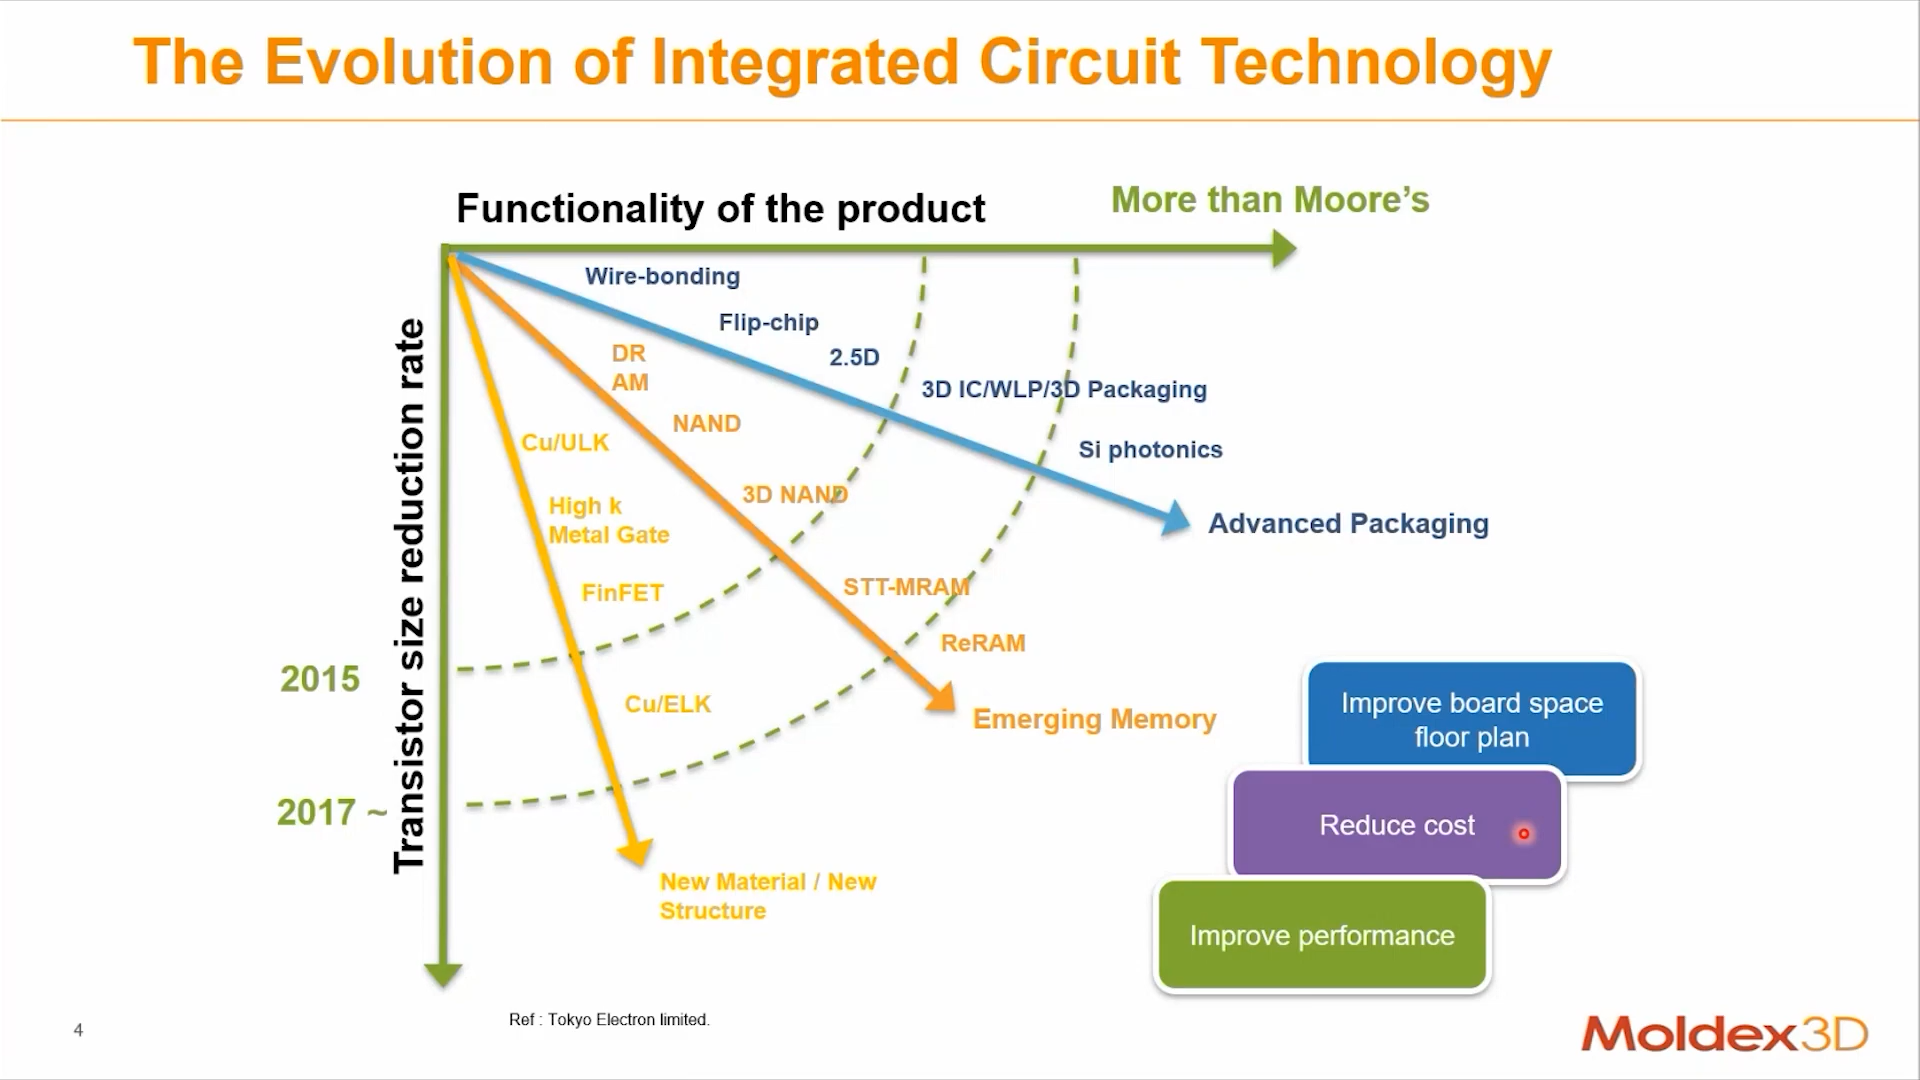 The Evolution of Integrated Circuit Technology
Functionality of the product
More than Moore’s
Transistor size reduction rate
Wire-bonding
Flip-chip
2.5D
3D IC/WLP/3D Packaging
Si photonics
Advanced Packaging
DR
AM
NAND
3D NAND
STT-MRAM
ReRAM
Emerging Memory
Cu/ULK
High k
Metal Gate
FinFET
Cu/ELK
New Material / New
Structure
2015
2017 ~
Improve board space
floor plan
Reduce cost
Improve performance
Ref : Tokyo Electron limited.
4
Moldex3D